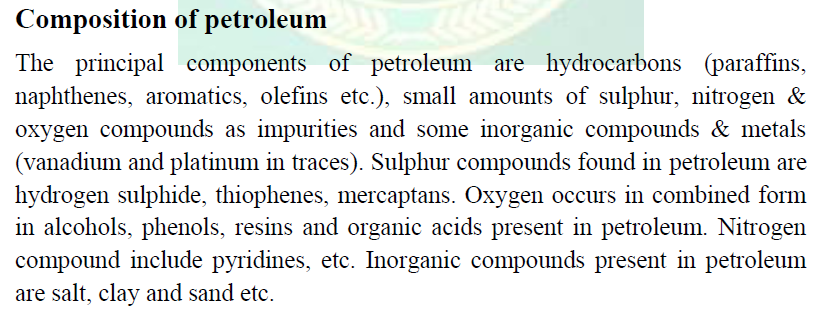 Composition of petroleum
The principal components of petroleum are hydrocarbons (paraffins,
naphthenes, aromatics, olefins etc.), small amounts of sulphur, nitrogen &
oxygen compounds as impurities and some inorganic compounds & metals
(vanadium and platinum in traces). Sulphur compounds found in petroleum are
hydrogen sulphide, thiophenes, mercaptans. Oxygen occurs in combined form
in alcohols, phenols, resins and organic acids present in petroleum. Nitrogen
compound include pyridines, etc. Inorganic compounds present in petroleum
are salt, clay and sand etc.